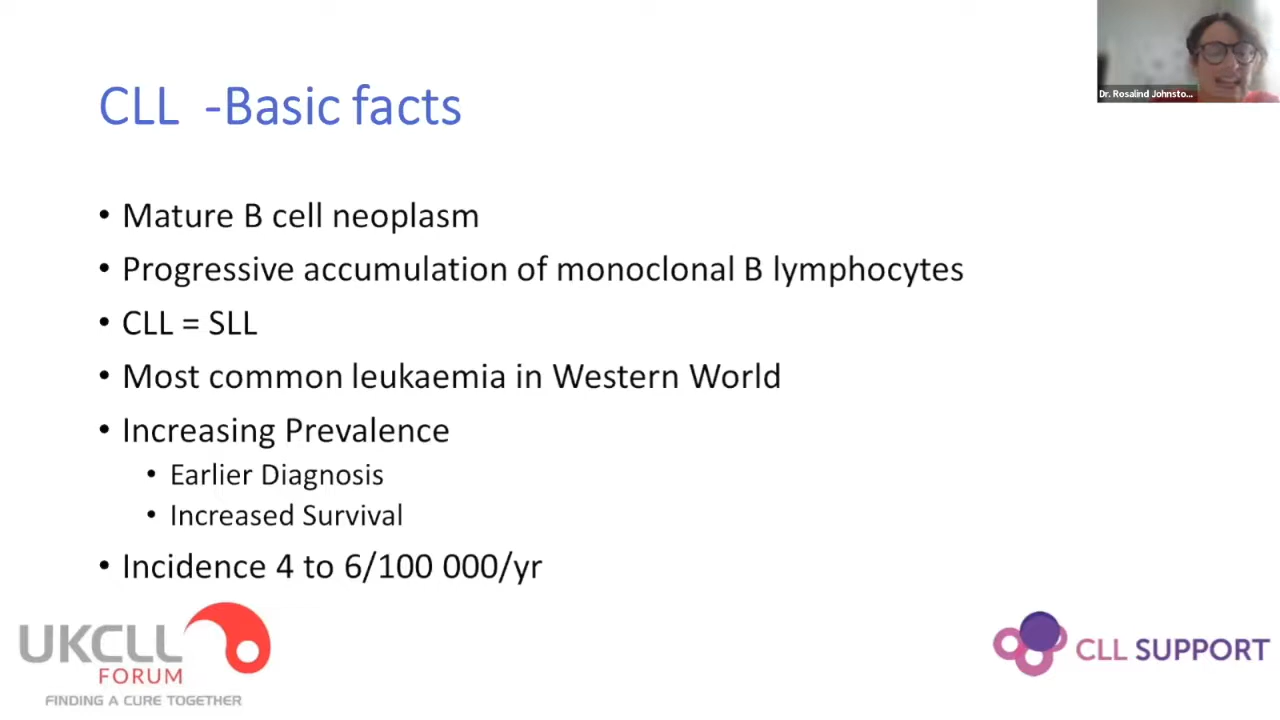 Dr. Rosalind Johnsto...
CLL -Basic facts
• Mature B cell neoplasm
• Progressive accumulation of monoclonal B lymphocytes
• CLL = SLL
• Most common leukaemia in Western World
• Increasing Prevalence
• Earlier Diagnosis
• Increased Survival
• Incidence 4 to 6/100 000/yr
UKCLL
FORUM
FINDING A CURE TOGETHER
CLL SUPPORT